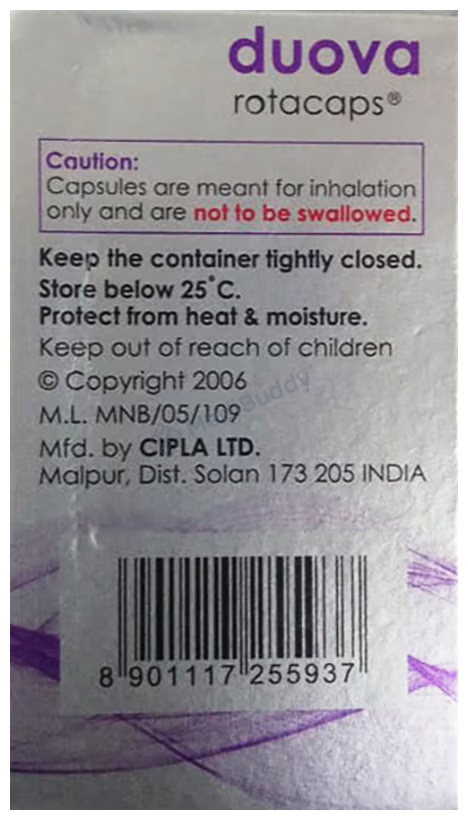 duova
rotacaps®
Caution:
Capsules are meant for inhalation
only and are not to be swallowed.
Keep the container tightly closed.
Store below 25°C.
Protect from heat & moisture.
Keep out of reach of children
© Copyright 2006
M.L. MNB/05/109
Mfd. by CIPLA LTD.
Malpur, Dist. Solan 173 205 INDIA
8 901117 255937